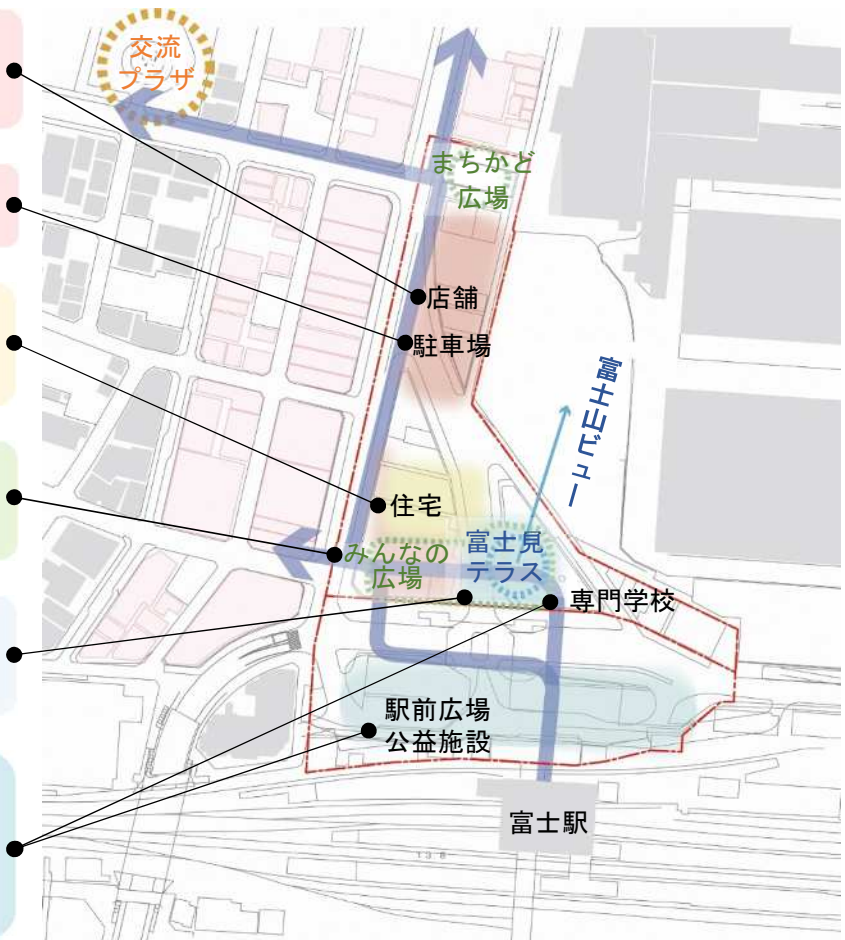 交流
プラザ
まちかど
広場
店舗
駐車場
富士山ビュー
住宅
みんなの
広場
富士見
テラス
専門学校
駅前広場
公益施設
富士駅
13.8